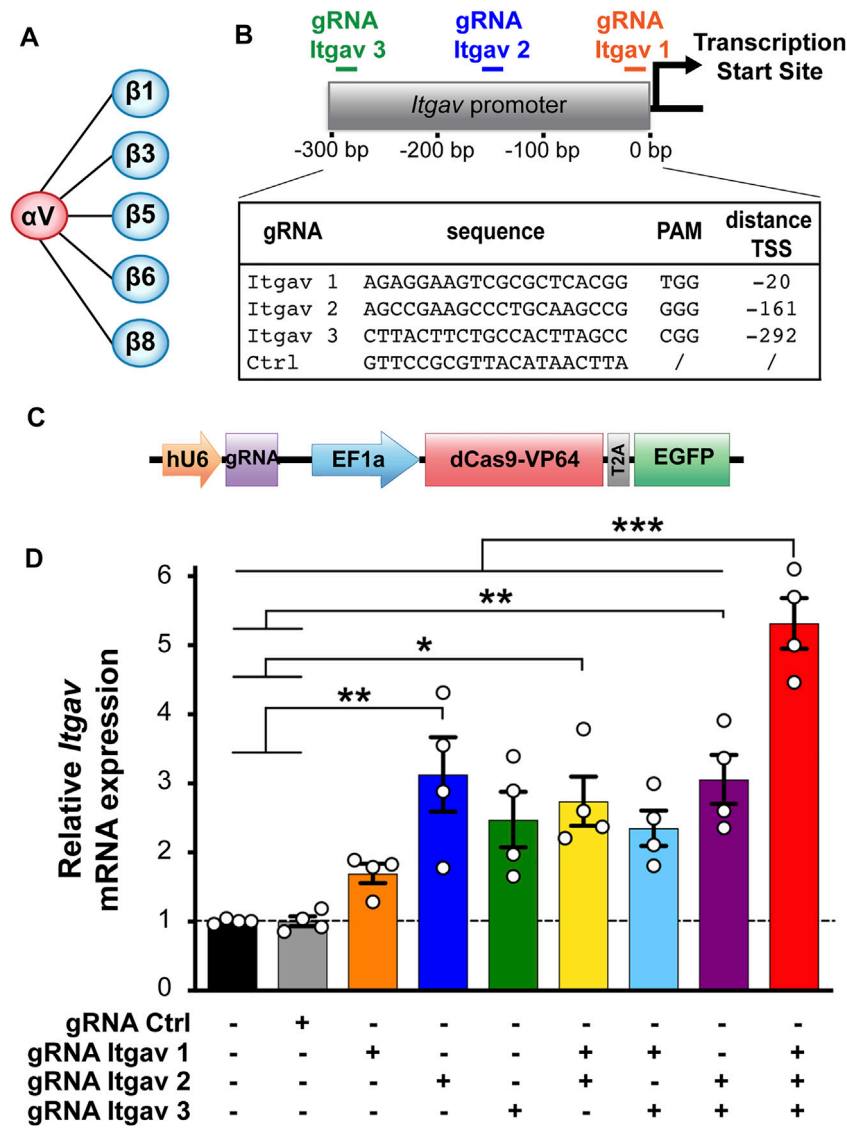 A
αV
β1
β3
β5
β6
β8
B
gRNA
Itgav 3
gRNA
Itgav 2
gRNA
Itgav 1
Transcription
Start Site
Itgav promoter
-300 bp -200 bp -100 bp 0 bp
gRNA sequence PAM distance TSS
Itgav 1 AGAGGAAGTCGCGCTCACGG TGG −20
Itgav 2 AGCCGAAGCCCTGCAAGCCG GGG −161
Itgav 3 CTTACTTCTGCCACTTAGCC CGG −292
Ctrl GTTCCGCGTTACATAACTTA / /
C
hU6 gRNA EF1a dCas9-VP64 T2A EGFP
D
Relative Itgav
mRNA expression
6
5
4
3
2
1
0
***
**
*
**
gRNA Ctrl - + - - - - - - -
gRNA Itgav 1 - - + - - + + - +
gRNA Itgav 2 - - - + - + - + +
gRNA Itgav 3 - - - - + - + + +